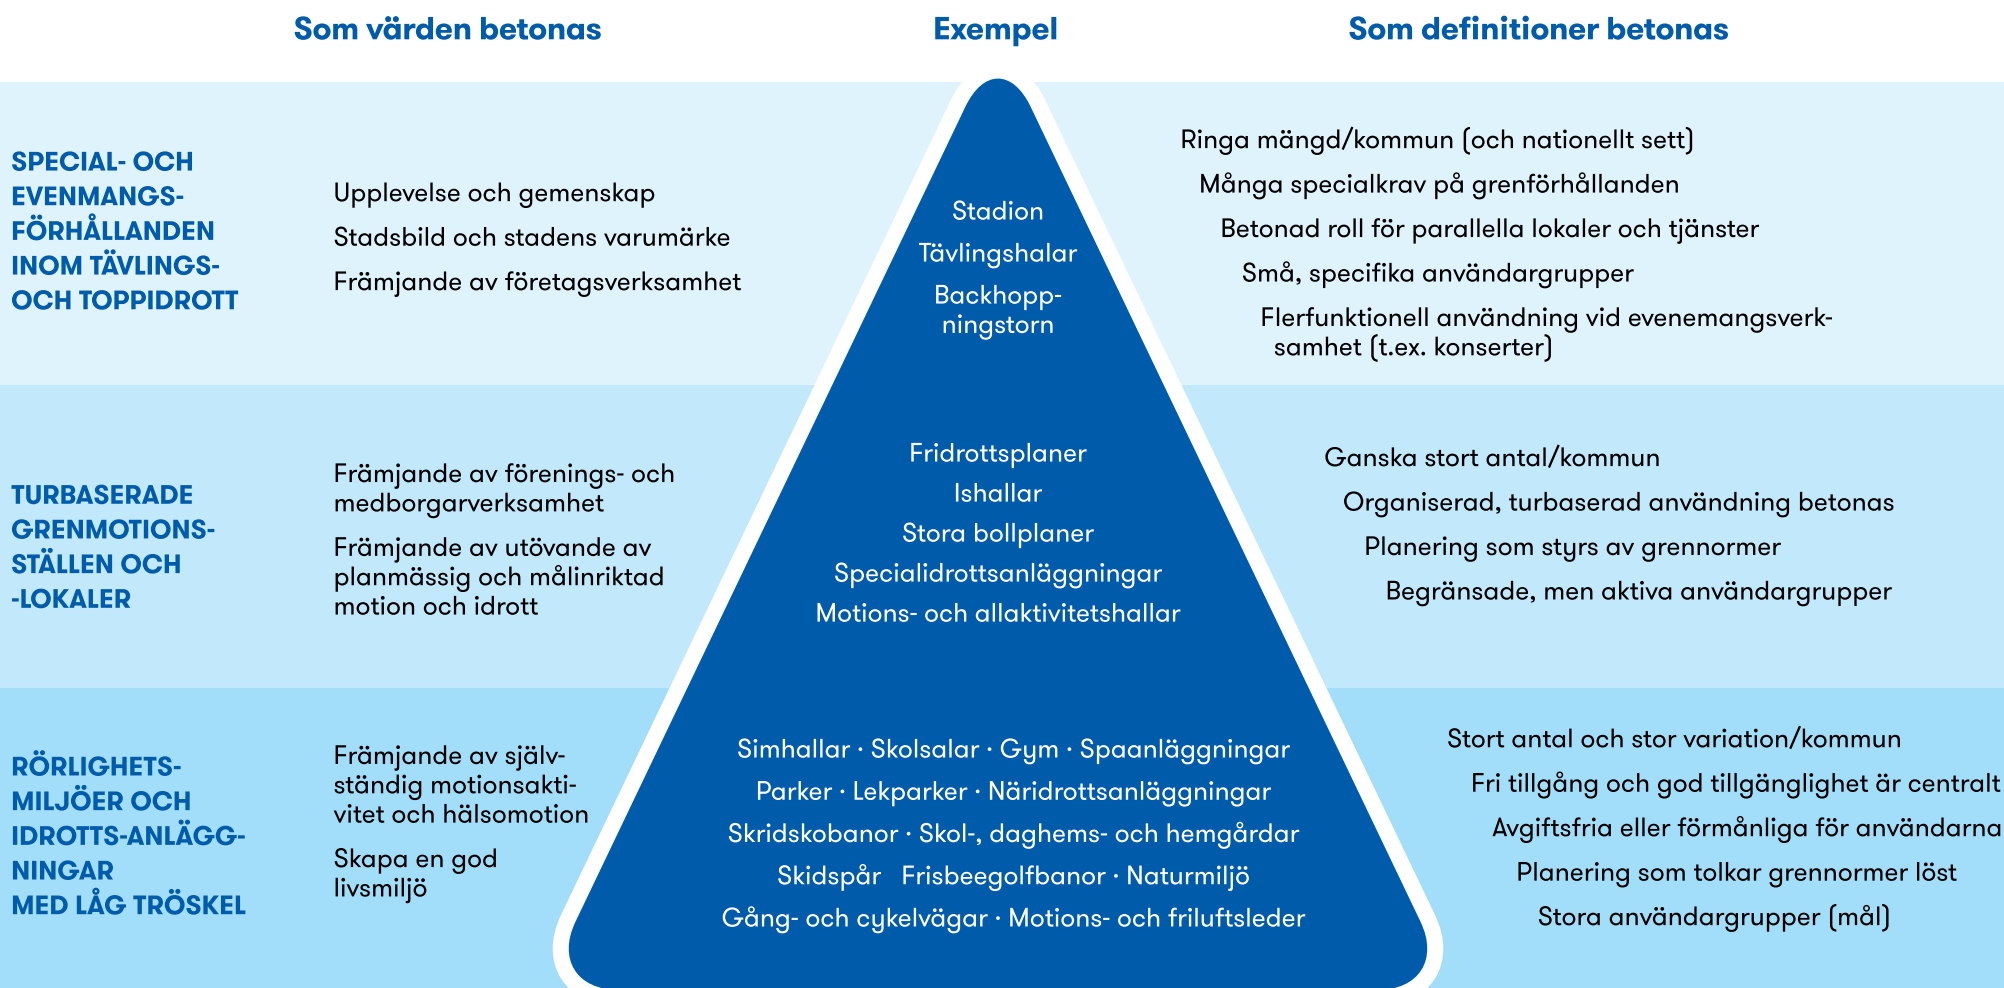 Som värden betonas
Exempel
Som definitioner betonas
SPECIAL- OCH
EVENMANGS-
FÖRHÅLLANDEN
INOM TÄVLINGS-
OCH TOPPIDROTT
Upplevelse och gemenskap
Stadsbild och stadens varumärke
Främjande av företagsverksamhet
Stadion
Tävlingshalar
Backhopp-
ningstorn
Ringa mängd/kommun (och nationellt sett)
Många specialkrav på grenförhållanden
Betonad roll för parallella lokaler och tjänster
Små, specifika användargrupper
Flerfunktionell användning vid evenemangsverk-
samhet (t.ex. konserter)
TURBASERADE
GRENMOTIONS-
STÄLLEN OCH
-LOKALER
Främjande av förenings- och
medborgarverksamhet
Främjande av utövande av
planmässig och målinriktad
motion och idrott
Fridrottsplaner
Ishallar
Stora bollplaner
Specialidrottsanläggningar
Motions- och allaktivitetshallar
Ganska stort antal/kommun
Organiserad, turbaserad användning betonas
Planering som styrs av grennormer
Begränsade, men aktiva användargrupper
RÖRLIGHETS-
MILJÖER OCH
IDROTTS-ANLÄGG-
NINGAR
MED LÅG TRÖSKEL
Främjande av själv-
ständig motionsakti-
vitet och hälsomotion
Skapa en god
livsmiljö
Simhallar · Skolsalar · Gym · Spaanläggningar
Parker · Lekparker · Näridrottsanläggningar
Skridskobanor · Skol-, daghems- och hemgårdar
Skidspår Frisbeegolfbanor · Naturmiljö
Gång- och cykelvägar · Motions- och friluftsleder
Stort antal och stor variation/kommun
Fri tillgång och god tillgänglighet är centralt
Avgiftsfria eller förmånliga för användarna
Planering som tolkar grennormer löst
Stora användargrupper (mål)